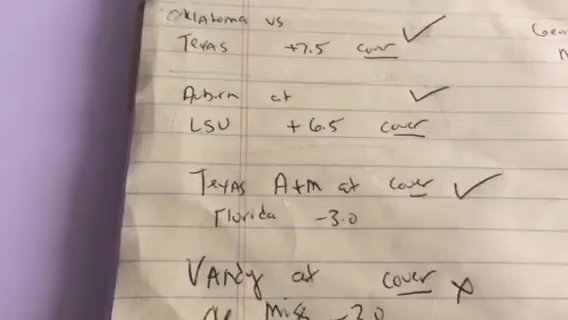 Oklahoma vs
Texas +7.5 cover ✓
Auburn at ✓
LSU +6.5 cover
Texas A+M at cover ✓
Florida -3.0
Vandy at cover x
Miss